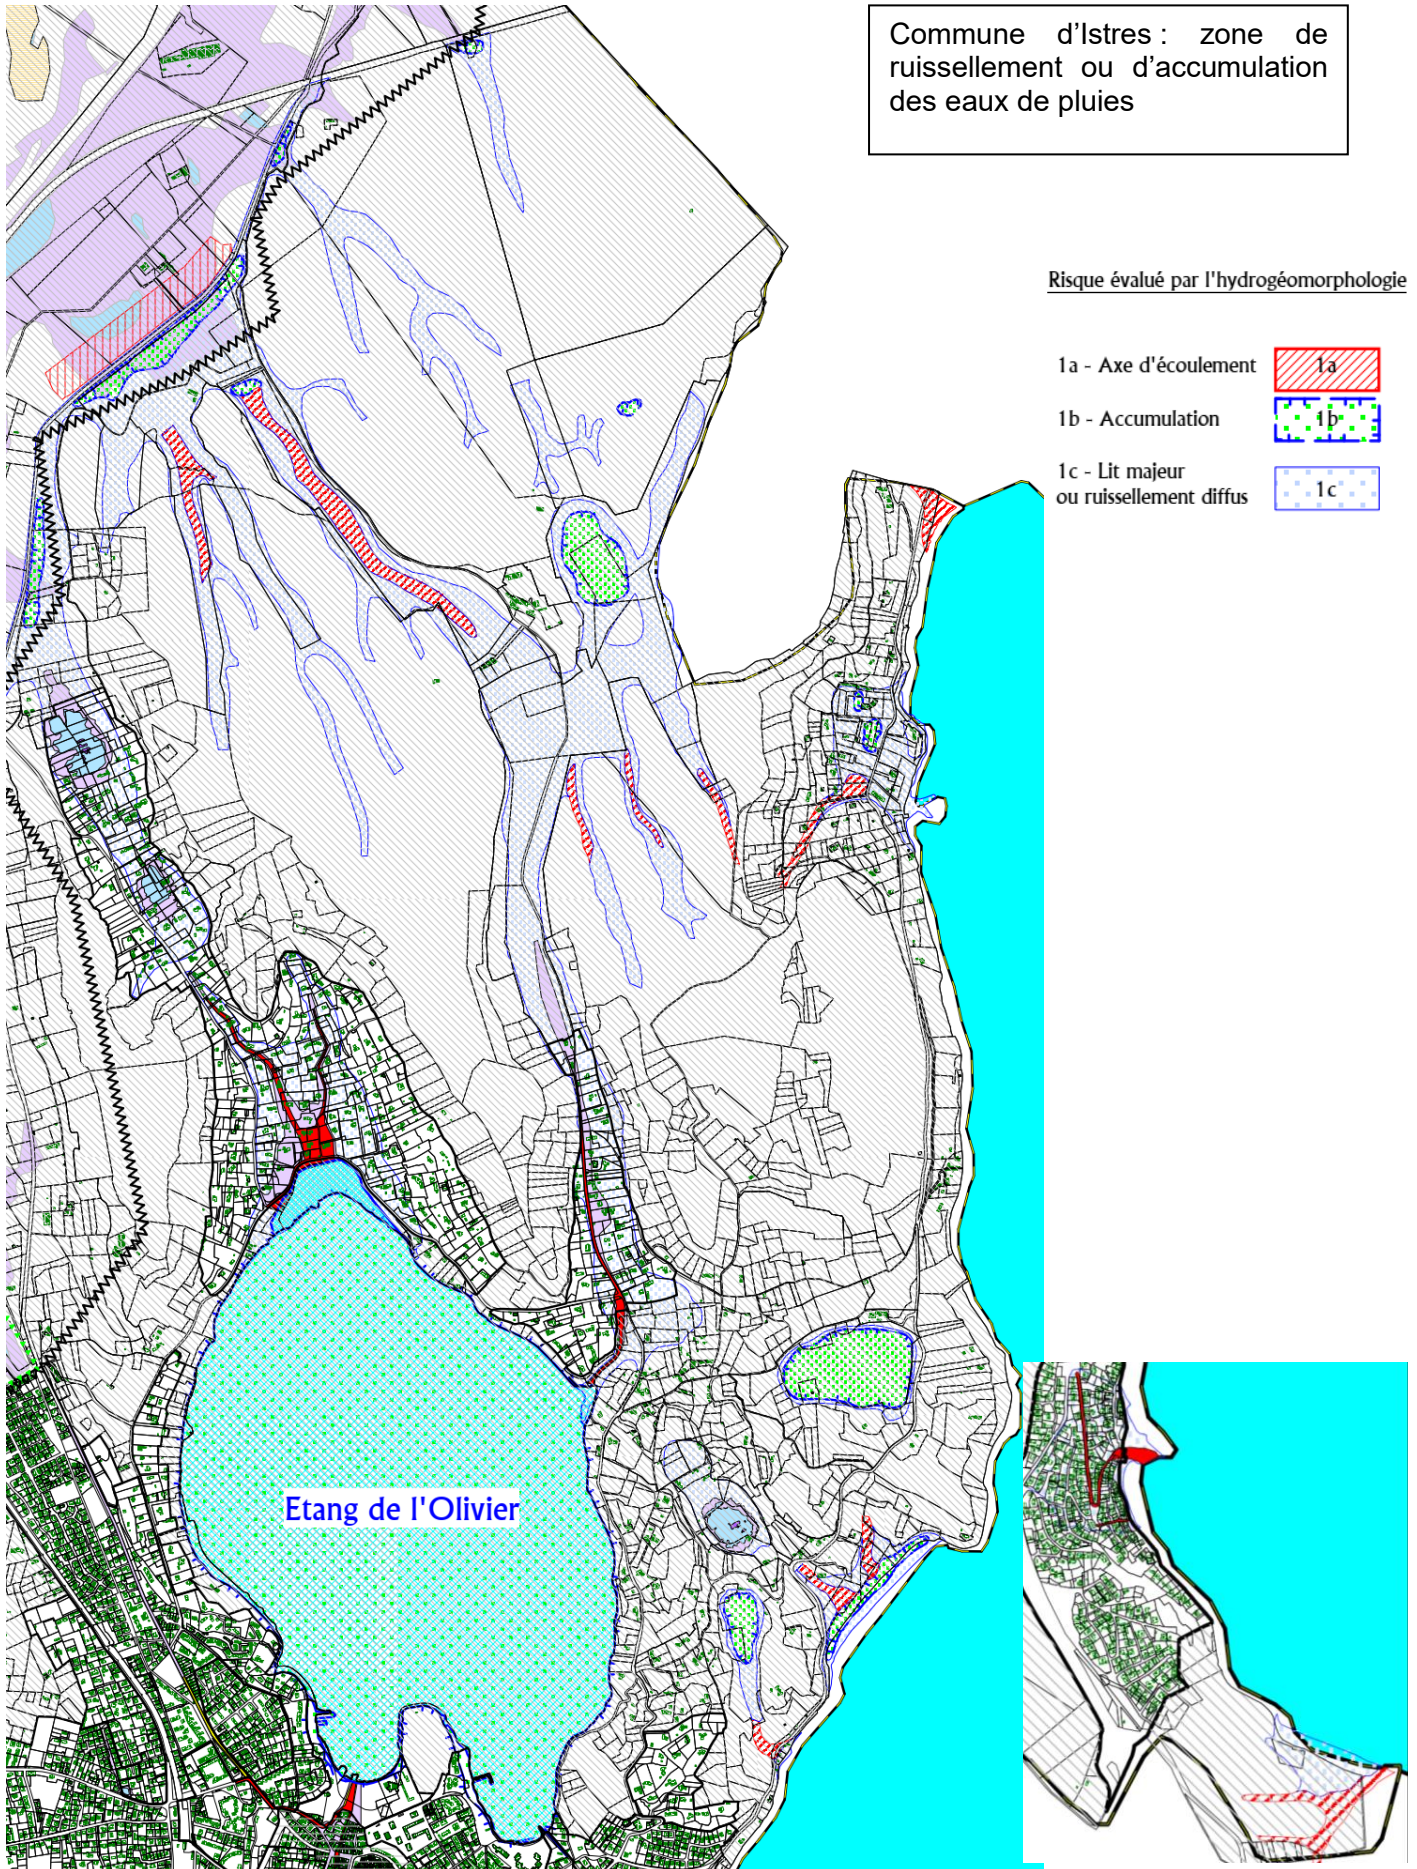 Commune d'Istres : zone de
ruissellement ou d'accumulation
des eaux de pluies
Risque évalué par l'hydrogéomorphologie
1a - Axe d'écoulement
1a
1b - Accumulation
1b
1c - Lit majeur
ou ruissellement diffus
1c
Etang de l'Olivier